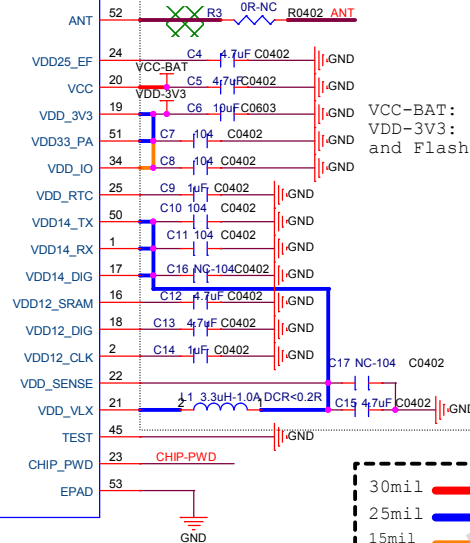 ANT 52 R3 0R-NC R0402 ANT
VDD25_EF 24 C4 4.7uF C0402 GND
VCC-BAT
VCC 20 C5 4.7uF C0402 GND
VDD-3V3
VDD_3V3 19 C6 10uF C0603 GND
VCC-BAT:
VDD-3V3:
and Flash
VDD33_PA 51 C7 104 C0402 GND
VDD_IO 34 C8 104 C0402 GND
VDD_RTC 25 C9 1uF C0402 GND
VDD14_TX 50 C10 104 C0402 GND
VDD14_RX 1 C11 104 C0402 GND
VDD14_DIG 17 C16 NC-104 C0402 GND
VDD12_SRAM 16 C12 4.7uF C0402 GND
VDD12_DIG 18 C13 4.7uF C0402 GND
VDD12_CLK 2 C14 1uF C0402 GND
C17 NC-104 C0402
VDD_SENSE 22
VDD_VLX 21 2 L1 3.3uH-1.0A 1 DCR<0.2R C15 4.7uF C0402 GND
TEST 45 GND
CHIP_PWD 23 CHIP-PWD
EPAD 53
GND
30mil
25mil
15mil